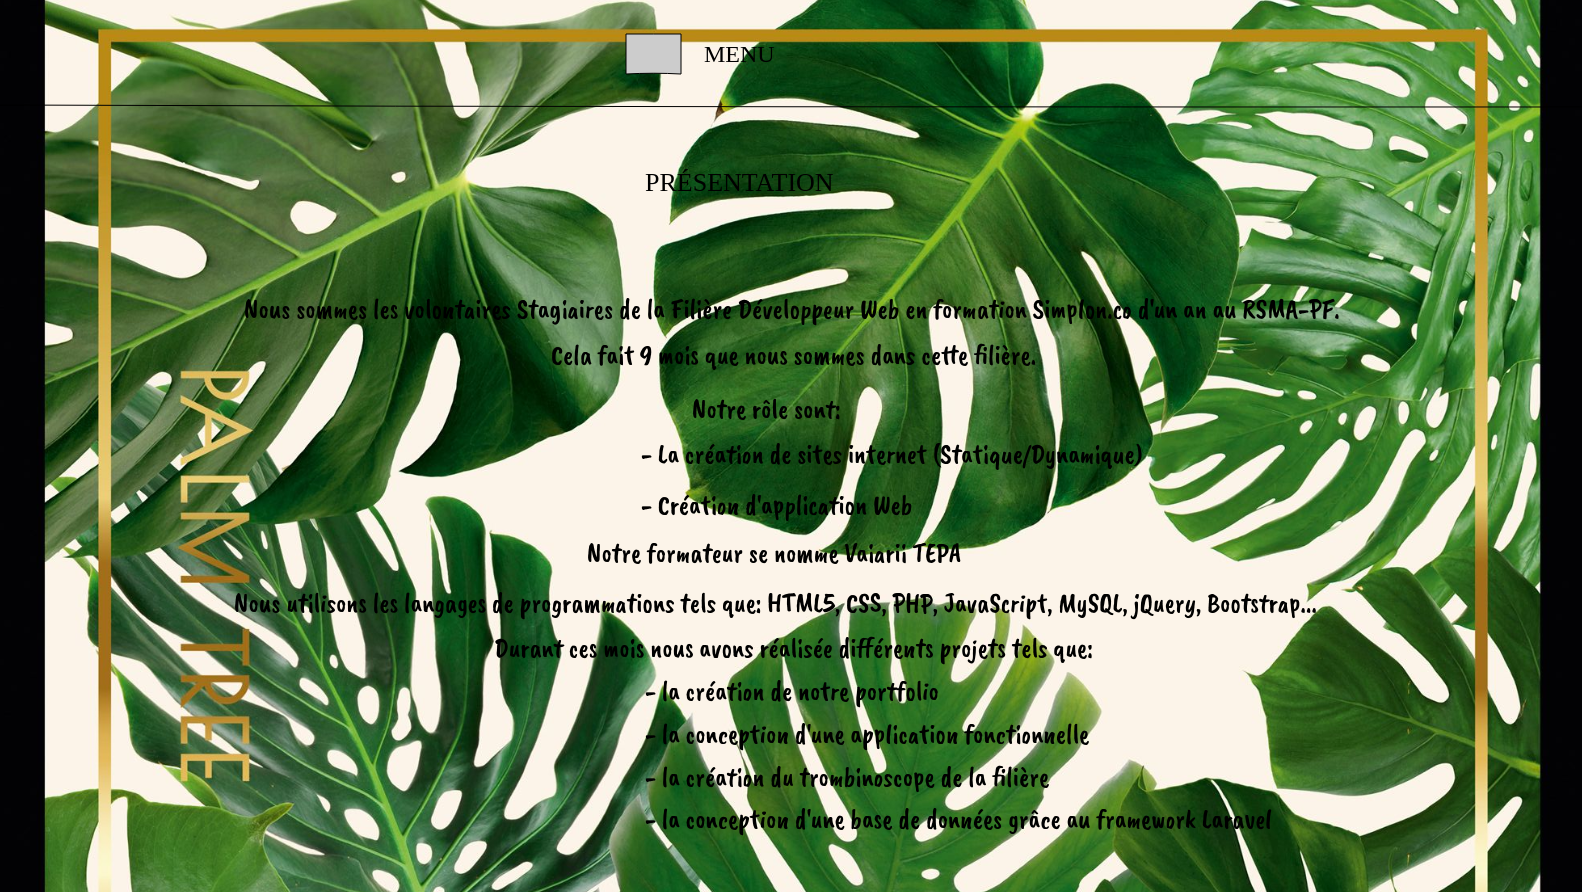 MENU
PRÉSENTATION
Nous sommes les volontaires Stagiaires de la Filière Développeur Web en formation Simplon.co d'un an au RSMA-PF.
Cela fait 9 mois que nous sommes dans cette filière.
Notre rôle sont:
- La création de sites internet (Statique/Dynamique)
- Création d'application Web
Notre formateur se nomme Vaiarii TEPA
Nous utilisons les langages de programmations tels que: HTML5, CSS, PHP, JavaScript, MySQL, jQuery, Bootstrap...
Durant ces mois nous avons réalisée différents projets tels que:
- la création de notre portfolio
- la conception d'une application fonctionnelle
- la création du trombinoscope de la filière
- la conception d'une base de données grâce au framework Laravel
PALM TREE